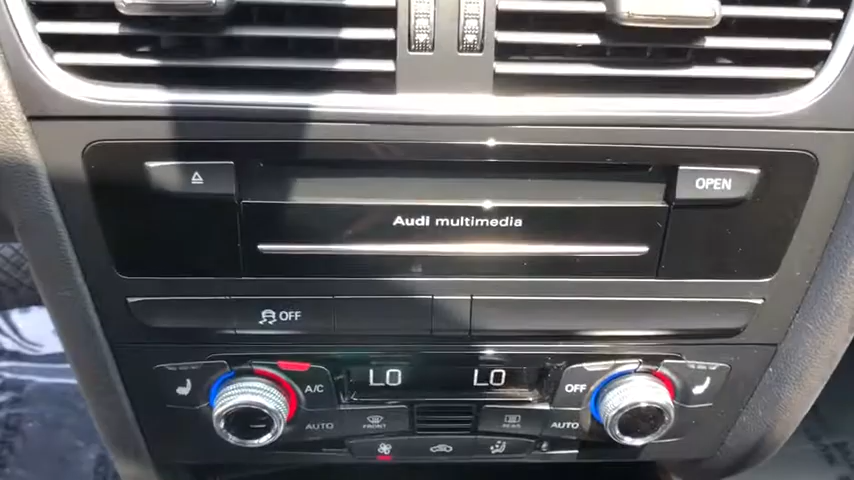 OPEN
Audi multimedia
OFF
LO LO
A/C OFF
AUTO FRONT REAR AUTO